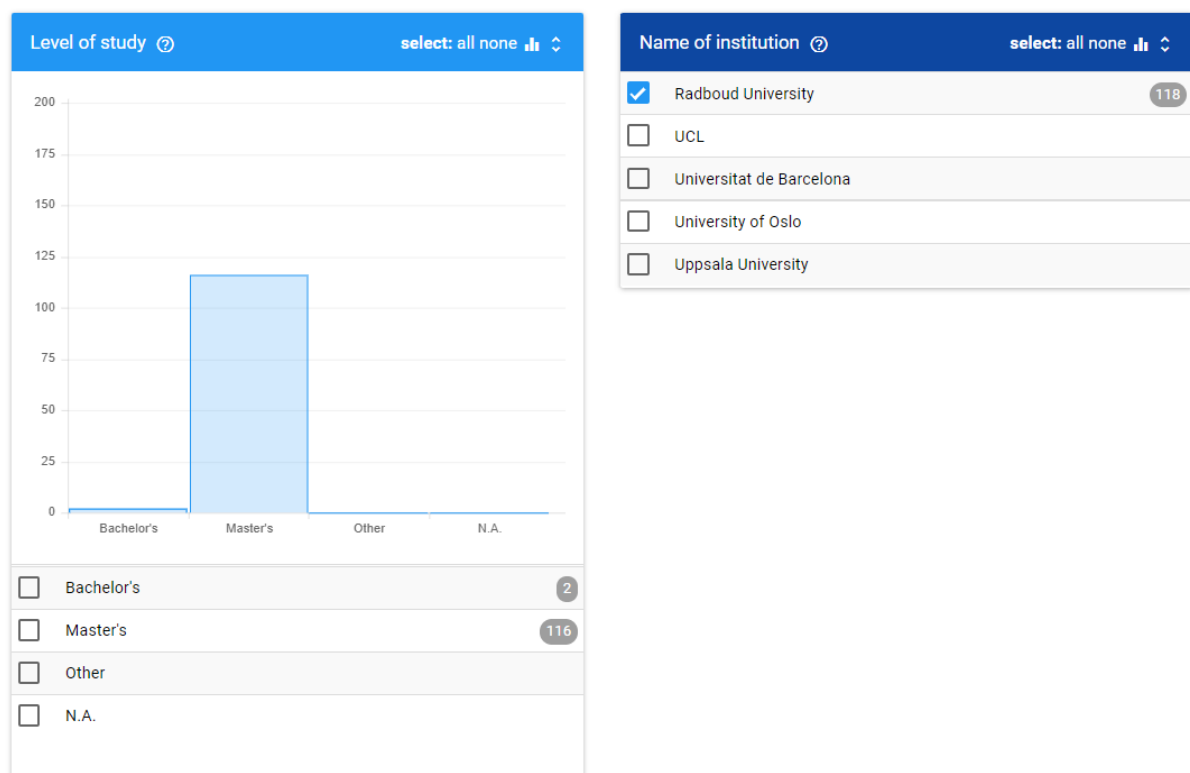 Level of study
select: all none
200
175
150
125
100
75
50
25
0
Bachelor's Master's Other N.A.
Bachelor's 2
Master's 116
Other
N.A.
Name of institution
select: all none
Radboud University 118
UCL
Universitat de Barcelona
University of Oslo
Uppsala University